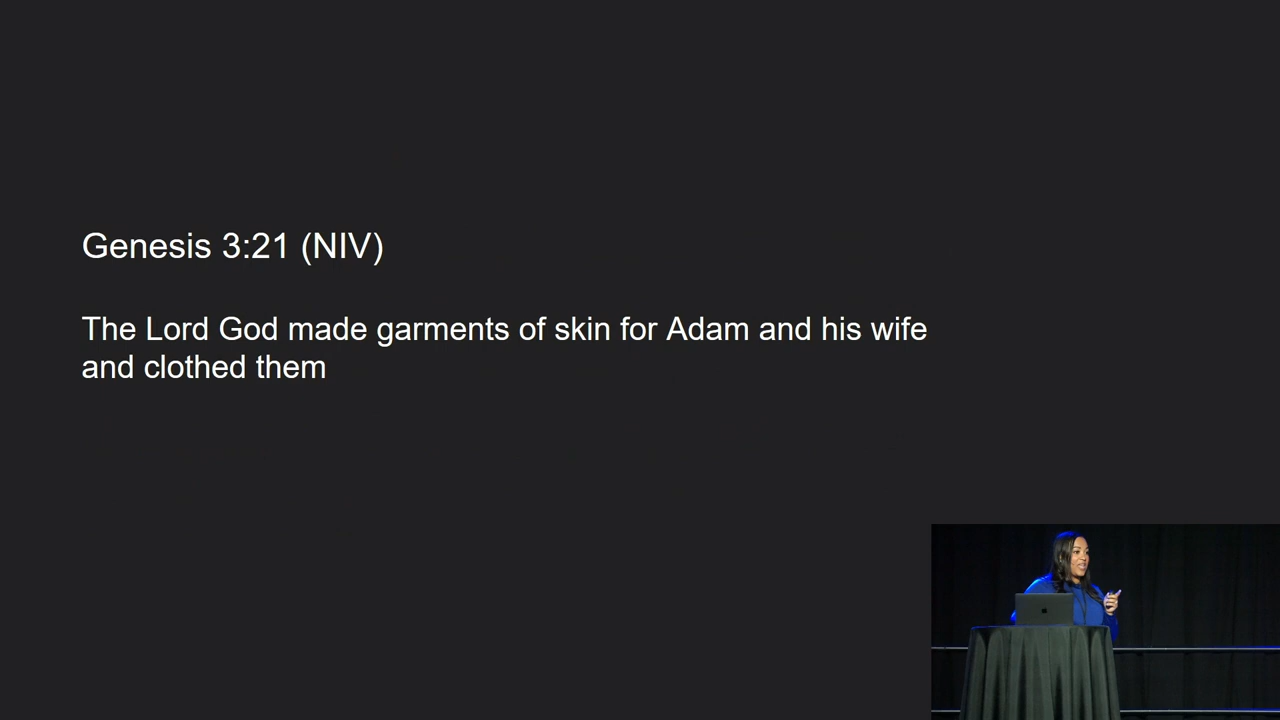 Genesis 3:21 (NIV)
The Lord God made garments of skin for Adam and his wife
and clothed them